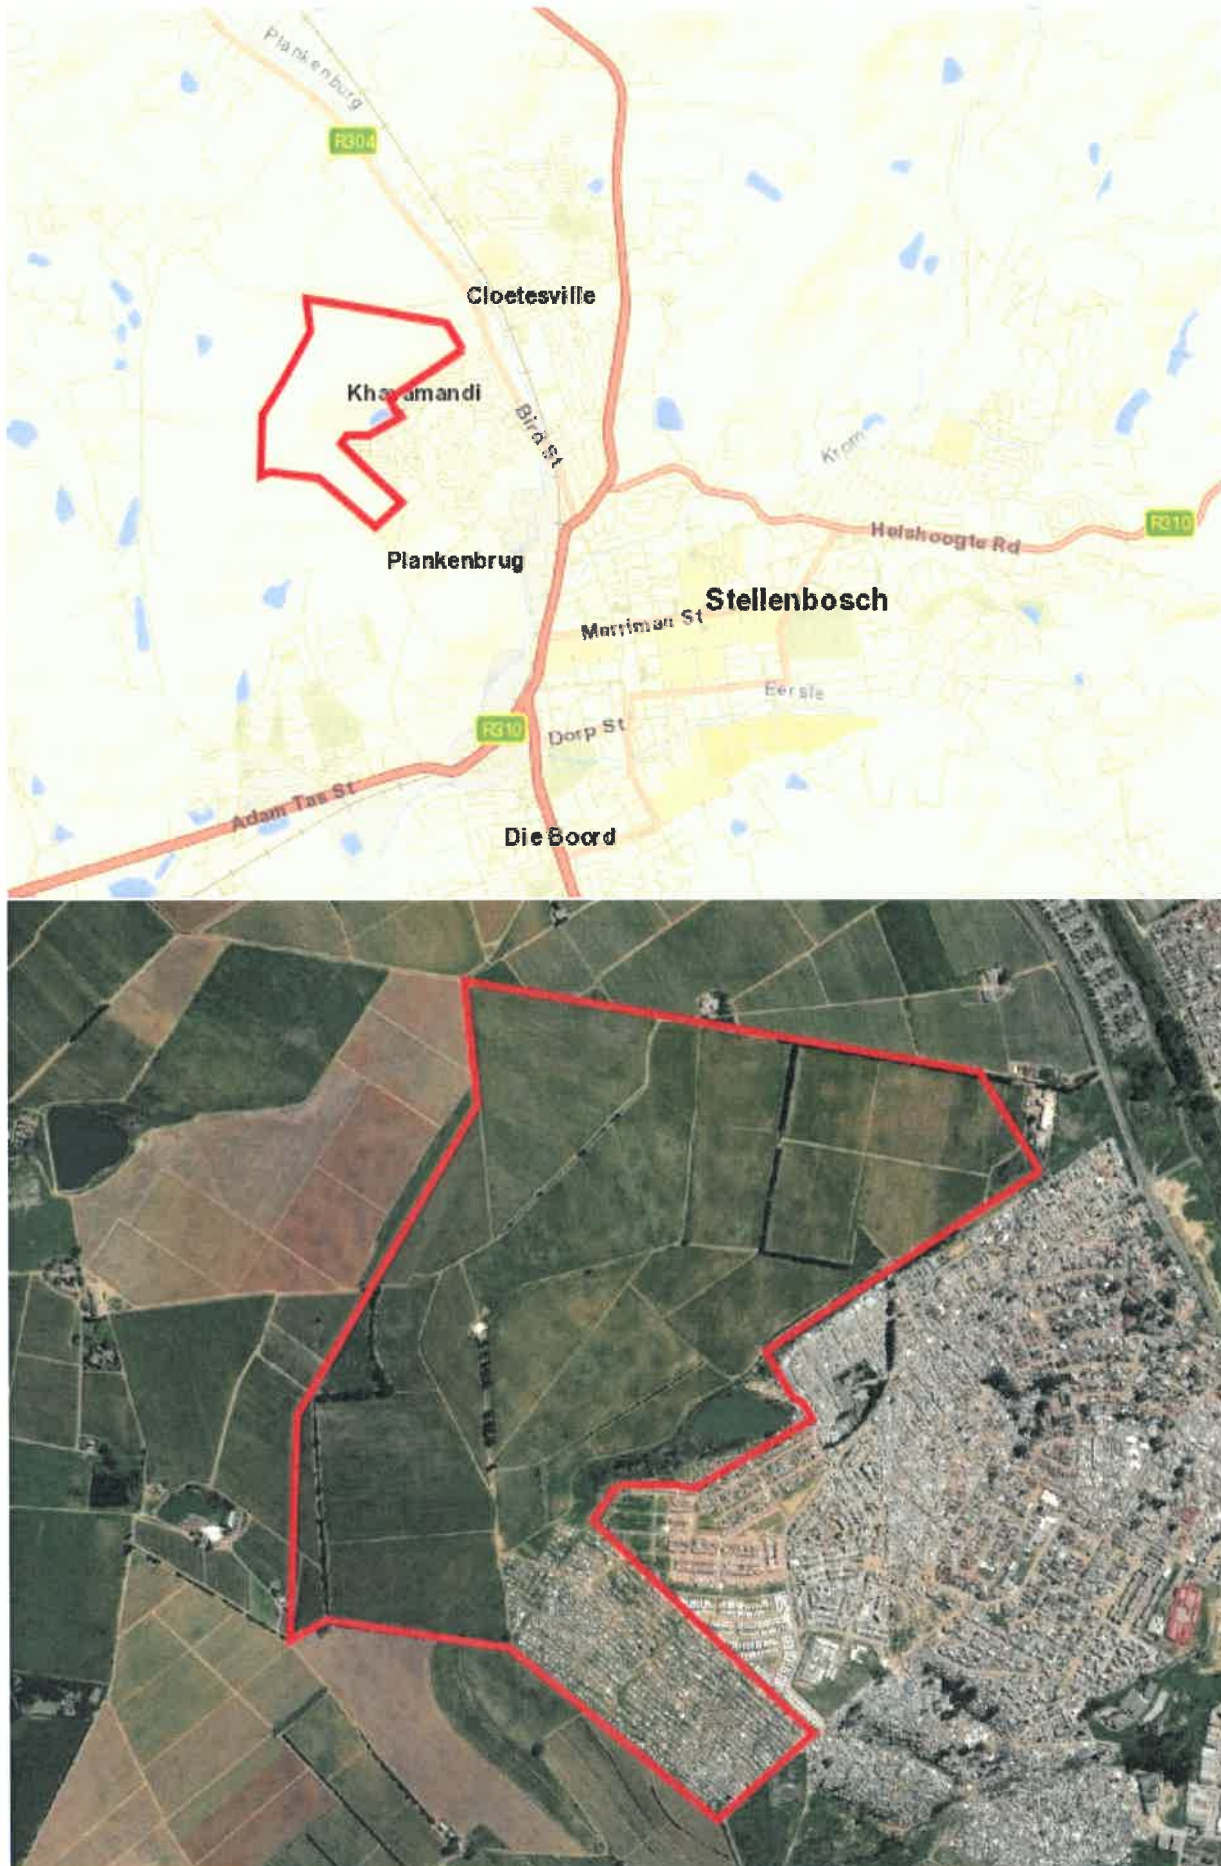 Plankenburg
R304
Cloetesville
Khayamandi
Bird St
Krom
R310
Helshoogte Rd
Plankenbrug
Stellenbosch
Merriman St
Eerste
R310
Dorp St
Adam Tas St
Die Boord